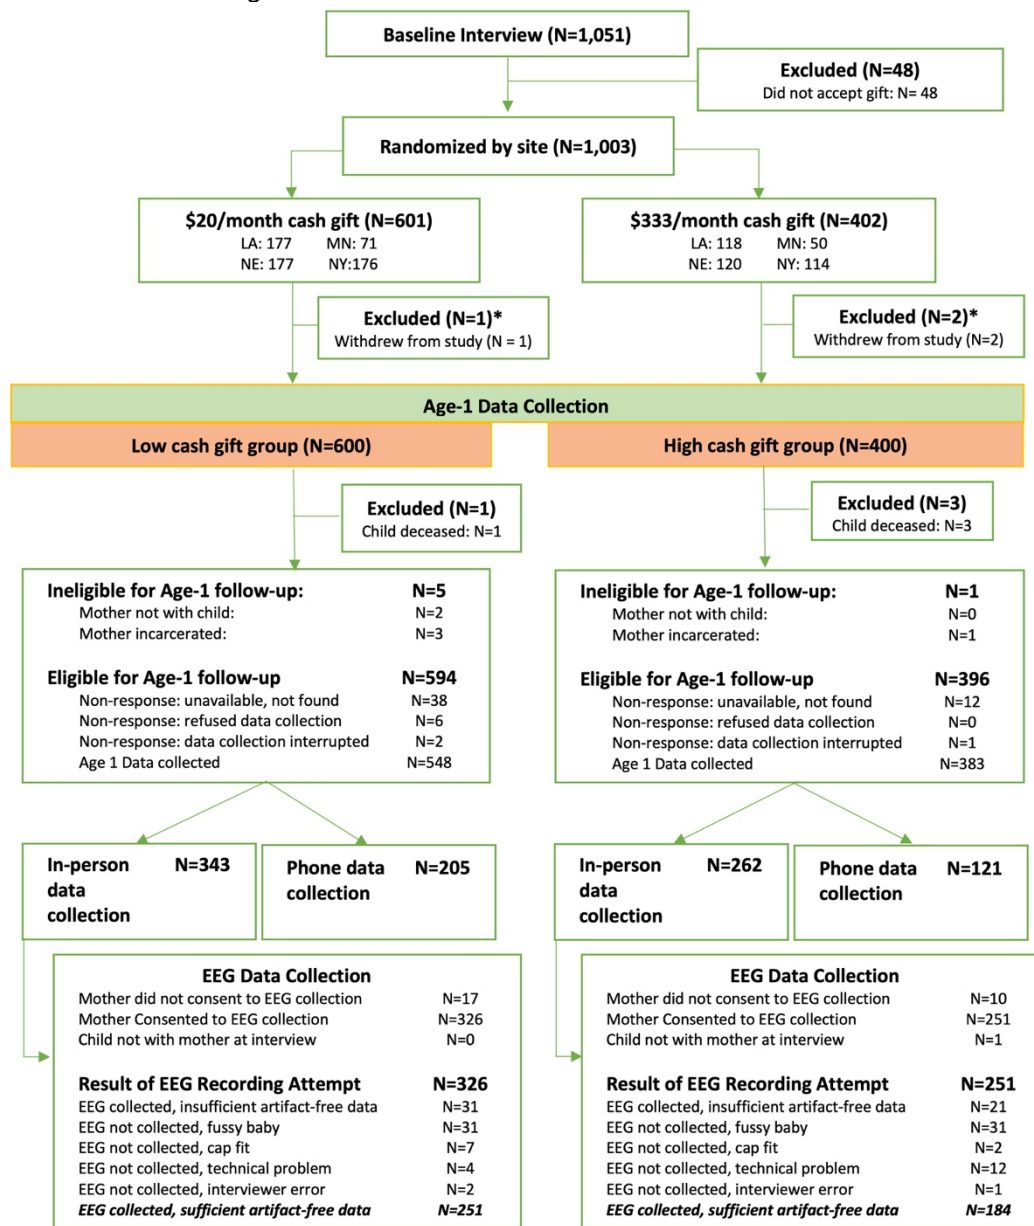 Baseline Interview (N=1,051)
Excluded (N=48)
Did not accept gift: N= 48
Randomized by site (N=1,003)
$20/month cash gift (N=601)
LA: 177 MN: 71
NE: 177 NY:176
$333/month cash gift (N=402)
LA: 118 MN: 50
NE: 120 NY: 114
Excluded (N=1)*
Withdrew from study (N = 1)
Excluded (N=2)*
Withdrew from study (N=2)
Age-1 Data Collection
Low cash gift group (N=600)
High cash gift group (N=400)
Excluded (N=1)
Child deceased: N=1
Excluded (N=3)
Child deceased: N=3
Ineligible for Age-1 follow-up: N=5
Mother not with child: N=2
Mother incarcerated: N=3
Eligible for Age-1 follow-up N=594
Non-response: unavailable, not found N=38
Non-response: refused data collection N=6
Non-response: data collection interrupted N=2
Age 1 Data collected N=548
Ineligible for Age-1 follow-up: N=1
Mother not with child: N=0
Mother incarcerated: N=1
Eligible for Age-1 follow-up N=396
Non-response: unavailable, not found N=12
Non-response: refused data collection N=0
Non-response: data collection interrupted N=1
Age 1 Data collected N=383
In-person N=343
data
collection
Phone data N=205
collection
In-person N=262
data
collection
Phone data N=121
collection
EEG Data Collection
Mother did not consent to EEG collection N=17
Mother Consented to EEG collection N=326
Child not with mother at interview N=0
Result of EEG Recording Attempt N=326
EEG collected, insufficient artifact-free data N=31
EEG not collected, fussy baby N=31
EEG not collected, cap fit N=7
EEG not collected, technical problem N=4
EEG not collected, interviewer error N=2
EEG collected, sufficient artifact-free data N=251
EEG Data Collection
Mother did not consent to EEG collection N=10
Mother Consented to EEG collection N=251
Child not with mother at interview N=1
Result of EEG Recording Attempt N=251
EEG collected, insufficient artifact-free data N=21
EEG not collected, fussy baby N=31
EEG not collected, cap fit N=2
EEG not collected, technical problem N=12
EEG not collected, interviewer error N=1
EEG collected, sufficient artifact-free data N=184